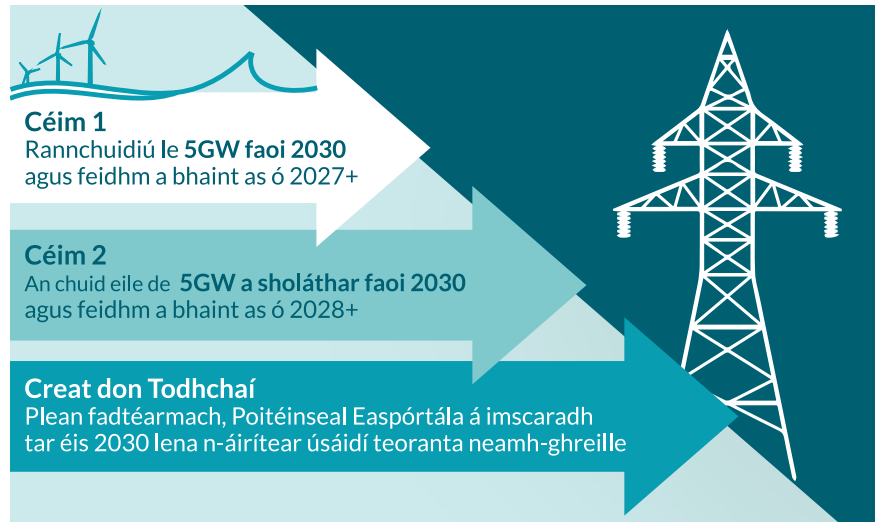 Céim 1
Rannchuidiú le 5GW faoi 2030
agus feidhm a bhaint as ó 2027+
Céim 2
An chuid eile de 5GW a sholáthar faoi 2030
agus feidhm a bhaint as ó 2028+
Creat don Todhchaí
Plean fadtéarmach, Poitéinseal Easpórtála á imscaradh
tar éis 2030 lena n-áirítear úsáidí teoranta neamh-ghreille